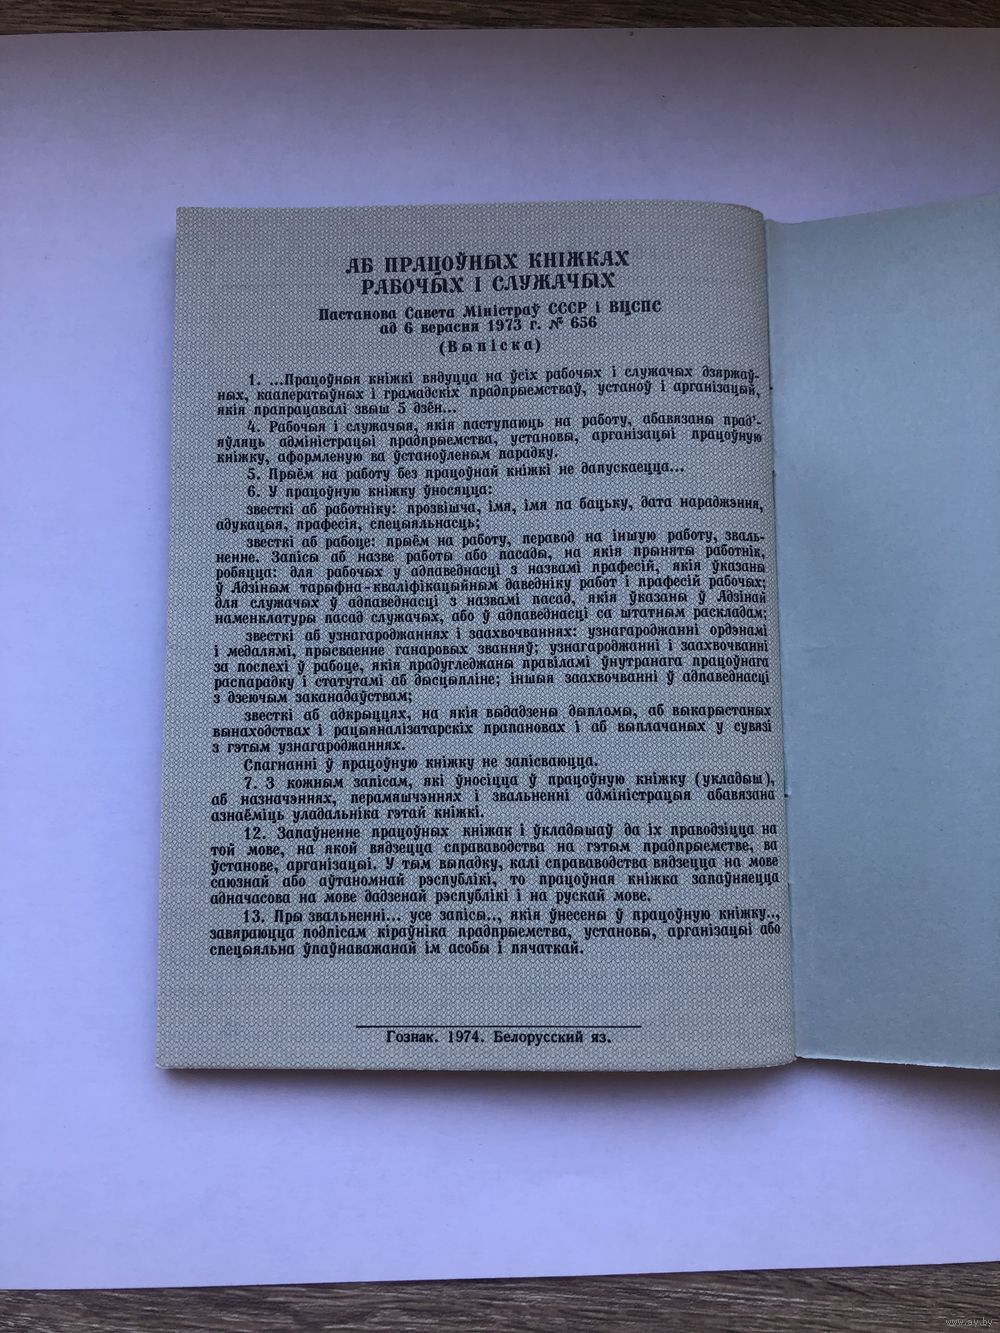 АБ ПРАЦОЎНЫХ КНІЖКАХ
РАБОЧЫХ І СЛУЖАЧЫХ
Пастанова Савета Міністраў СССР і ВЦСПС
ад 6 верасня 1973 г. № 656
(Выпіска)
1. ...Працоўныя кніжкі вядуцца на ўсіх рабочых і служачых дзяржаў-
ных, кааператыўных і грамадскіх прадпрыемстваў, устаноў і арганізацый,
якія прапрацавалі звыш 5 дзён...
4. Рабочыя і служачыя, якія паступаюць на работу, абавязаны прад'-
яўляць адміністрацыі прадпрыемства, установы, арганізацыі працоўную
кніжку, аформленую ва ўстаноўленым парадку.
5. Прыём на работу без працоўнай кніжкі не дапускаецца...
6. У працоўную кніжку ўносяцца:
звесткі аб работніку: прозвішча, імя, імя па бацьку, дата нараджэння,
адукацыя, прафесія, спецыяльнасць;
звесткі аб рабоце: прыём на работу, перавод на іншую работу, зваль-
ненне. Запісы аб назве работы або пасады, на якія прыняты работнік,
робяцца: для рабочых у адпаведнасці з назвамі прафесій, якія ўказаны
ў Адзіным тарыфна-кваліфікацыйным даведніку работ і прафесій рабочых;
для служачых ў адпаведнасці з назвамі пасад, якія ўказаны ў Адзінай
наменклатуры пасад служачых, або ў адпаведнасці са штатным раскладам;
звесткі аб узнагароджаннях і заахвочваннях: узнагароджанні ордэнамі
і медалямі, прысваенне ганаровых званняў; узнагароджанні і заахвочванні
за поспехі ў рабоце, якія прадугледжаны правіламі ўнутранага працоўнага
распарадку і статутамі аб дысцыпліне; іншыя заахвочванні ў адпаведнасці
з дзеючым заканадаўствам;
звесткі аб адкрыццях, на якія выдадзены дыпломы, аб выкарыстаных
вынаходствах і рацыяналізатарскіх прапановах і аб выплачаных у сувязі
з гэтым узнагароджаннях.
Спагнанні ў працоўную кніжку не запісваюцца.
7. З кожным запісам, які ўносіцца ў працоўную кніжку (укладыш),
аб назначэннях, перамяшчэннях і звальненні адміністрацыя абавязана
азнаёміць уладальніка гэтай кніжкі.
12. Запаўненне працоўных кніжак і ўкладышаў да іх праводзіцца на
той мове, на якой вядзецца справаводства на гэтым прадпрыемстве, ва
ўстанове, арганізацыі. У тым выпадку, калі справаводства вядзецца на мове
саюзнай або аўтаномнай рэспублікі, то працоўная кніжка запаўняецца
адначасова на мове дадзенай рэспублікі і на рускай мове.
13. Пры звальненні... усе запісы.., якія ўнесены ў працоўную кніжку..,
завяраюцца подпісам кіраўніка прадпрыемства, установы, арганізацыі або
спецыяльна ўпаўнаважанай ім асобы і пячаткай.
Гознак. 1974. Белорусский яз.
www.ay.by